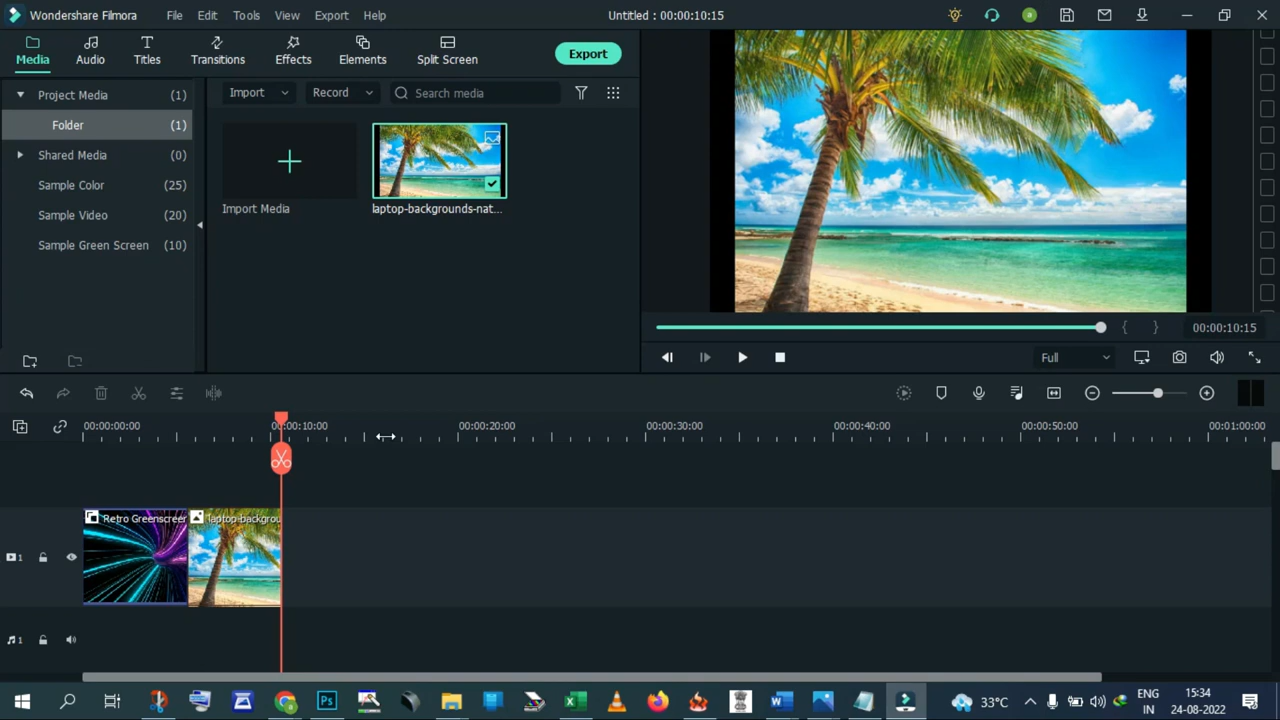 Wondershare Filmora
File
Edit
Tools
View
Export
Help
Untitled : 00:00:10:15
Media
Audio
Titles
Transitions
Effects
Elements
Split Screen
Export
Project Media (1)
Folder (1)
Shared Media (0)
Sample Color (25)
Sample Video (20)
Sample Green Screen (10)
Import
Record
Search media
Import Media
laptop-backgrounds-nat...
{ }
00:00:10:15
Full
00:00:00:00
00:00:10:00
00:00:20:00
00:00:30:00
00:00:40:00
00:00:50:00
00:01:00:00
Retro Greenscreen
laptop-backgrou
1
1
Ps
33°C
ENG
IN
15:34
24-08-2022